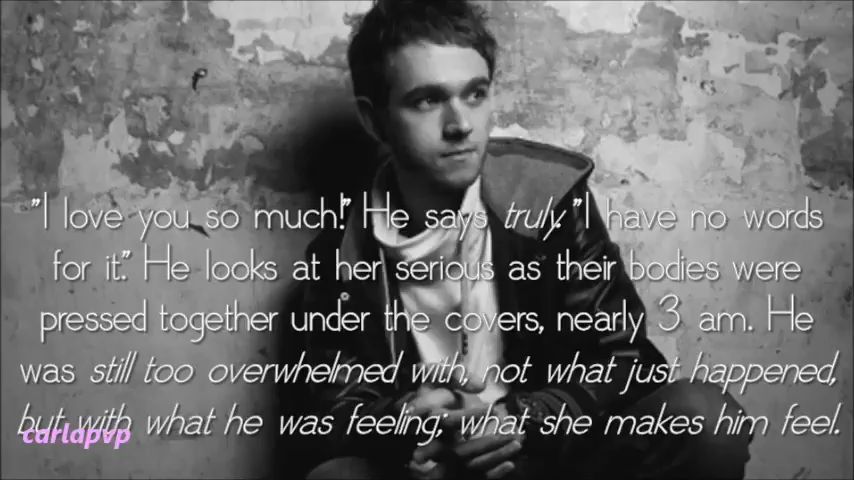 "I love you so much!" He says truly. "I have no words
for it." He looks at her serious as their bodies were
pressed together under the covers, nearly 3 am. He
was still too overwhelmed with, not what just happened,
but with what he was feeling; what she makes him feel.
carlapvp